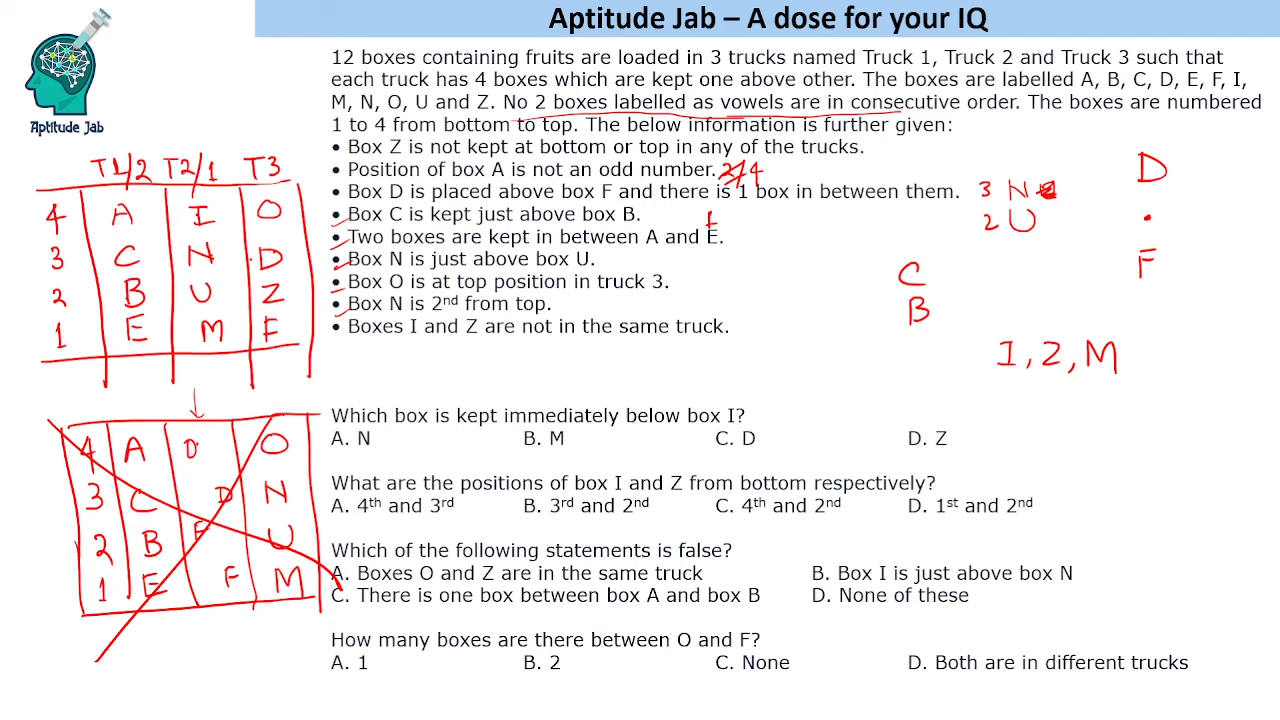 Aptitude Jab – A dose for your IQ
Aptitude Jab
12 boxes containing fruits are loaded in 3 trucks named Truck 1, Truck 2 and Truck 3 such that
each truck has 4 boxes which are kept one above other. The boxes are labelled A, B, C, D, E, F, I,
M, N, O, U and Z. No 2 boxes labelled as vowels are in consecutive order. The boxes are numbered
1 to 4 from bottom to top. The below information is further given:
• Box Z is not kept at bottom or top in any of the trucks.
• Position of box A is not an odd number. 2/4
• Box D is placed above box F and there is 1 box in between them.
• Box C is kept just above box B.
• Two boxes are kept in between A and E.
• Box N is just above box U.
• Box O is at top position in truck 3.
• Box N is 2nd from top.
• Boxes I and Z are not in the same truck.
T1/2 T2/1 T3
4 A I O
3 C N D
2 B U Z
1 E M F
4 A D O
3 C D N
2 B F U
1 E F M
3 N
2 U
D
•
F
C
B
I, Z, M
Which box is kept immediately below box I?
A. N B. M C. D D. Z
What are the positions of box I and Z from bottom respectively?
A. 4th and 3rd B. 3rd and 2nd C. 4th and 2nd D. 1st and 2nd
Which of the following statements is false?
A. Boxes O and Z are in the same truck B. Box I is just above box N
C. There is one box between box A and box B D. None of these
How many boxes are there between O and F?
A. 1 B. 2 C. None D. Both are in different trucks